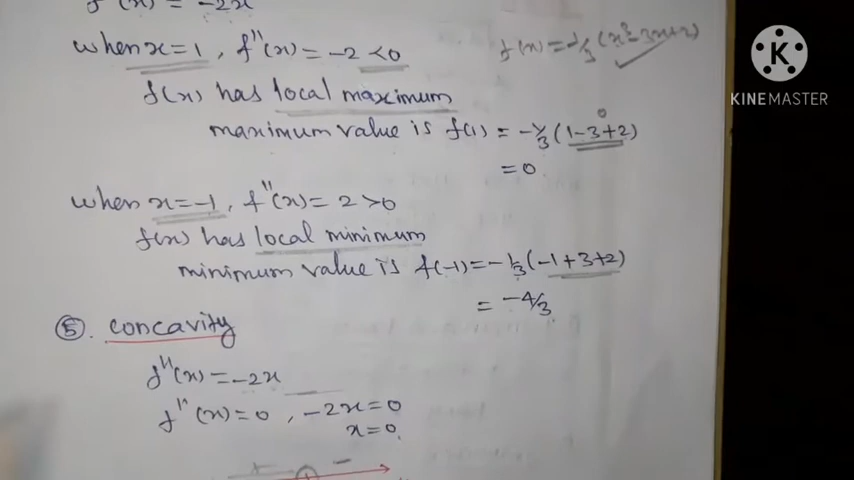 f''(x) = -2x
when x=1, f''(x) = -2 < 0
f(x) = -1/3 (x³-3x+2)
KINEMASTER
f(x) has local maximum
maximum value is f(1) = -1/3 (1-3+2)
0
= 0
when x=-1, f''(x) = 2 >0
f(x) has local minimum
minimum value is f(-1) = -1/3 (-1+3+2)
= -4/3
⑤. concavity
f''(x) = -2x
f''(x) = 0, -2x = 0
x = 0.
+ −